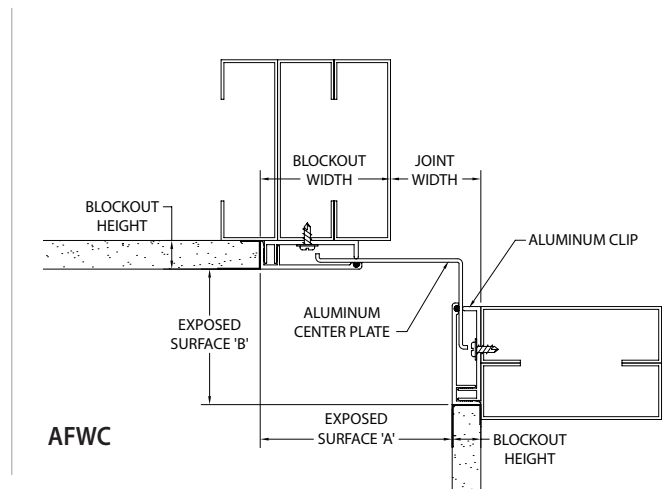 BLOCKOUT
WIDTH
JOINT
WIDTH
BLOCKOUT
HEIGHT
ALUMINUM CLIP
ALUMINUM
CENTER PLATE
EXPOSED
SURFACE 'B'
EXPOSED
SURFACE 'A'
BLOCKOUT
HEIGHT
AFWC